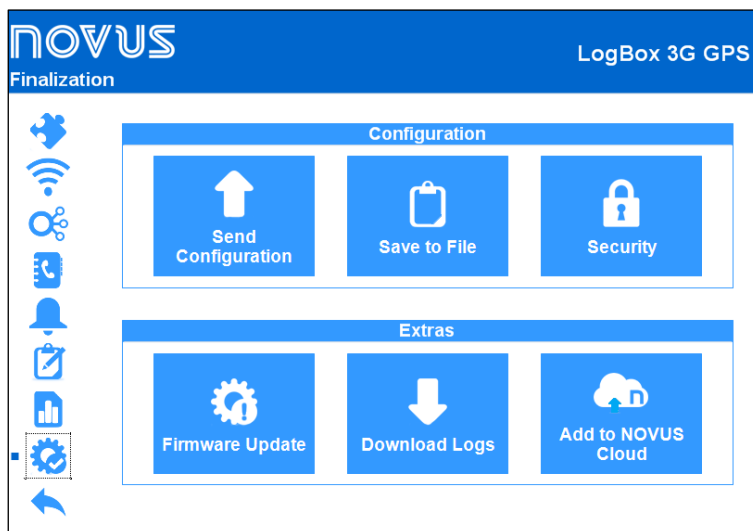 NOVUS
LogBox 3G GPS
Finalization
Configuration
Send
Configuration
Save to File
Security
Extras
Firmware Update
Download Logs
n
Add to NOVUS
Cloud